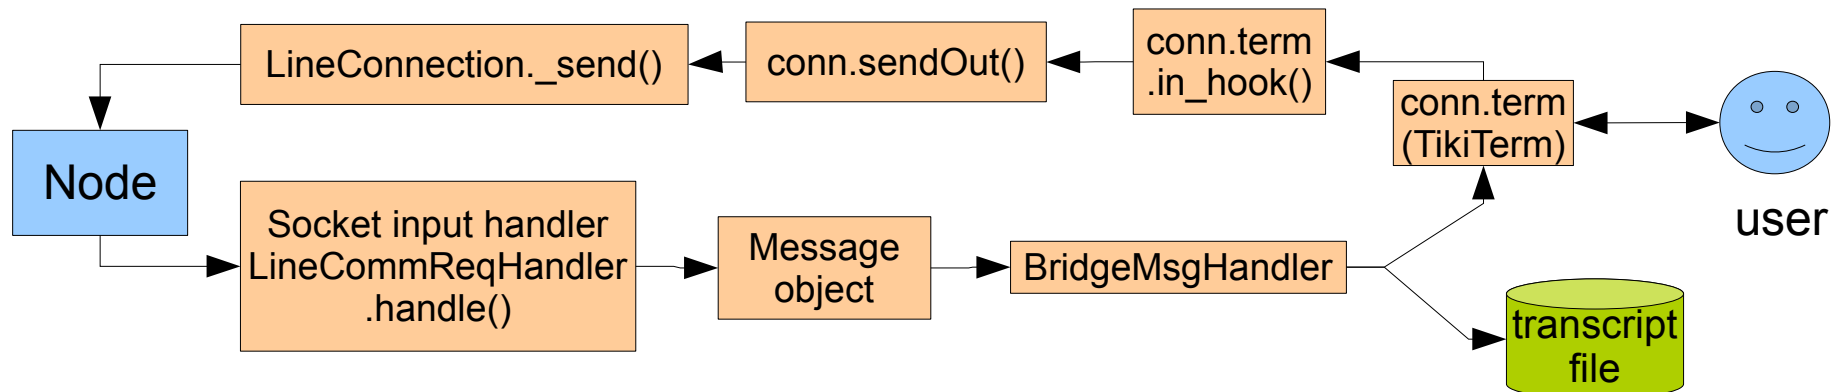 LineConnection._send()
conn.sendOut()
conn.term
.in_hook()
conn.term
(TikiTerm)
user
Node
Socket input handler
LineCommReqHandler
.handle()
Message
object
BridgeMsgHandler
transcript
file